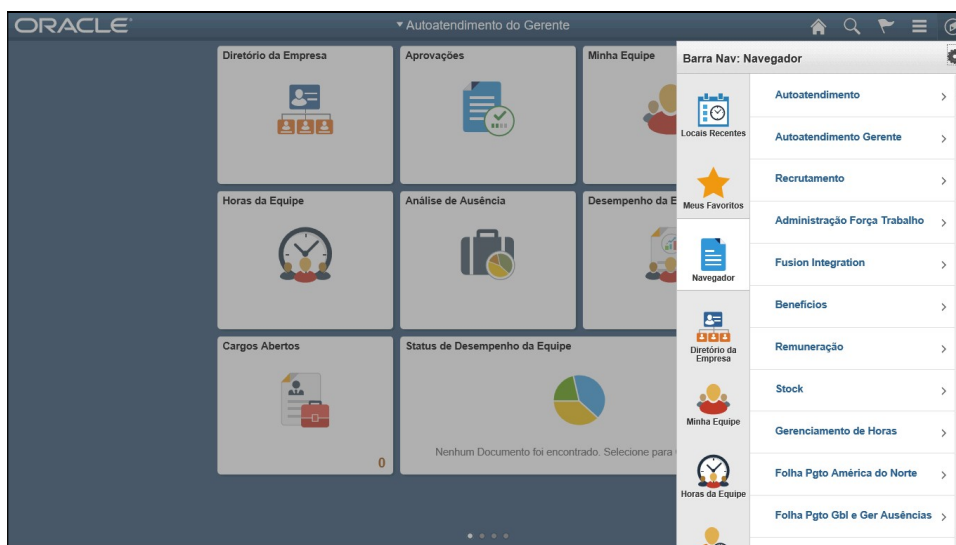 ORACLE
Autoatendimento do Gerente
Diretório da Empresa
Aprovações
Minha Equipe
Horas da Equipe
Análise de Ausência
Desempenho da E
Cargos Abertos
0
Status de Desempenho da Equipe
Nenhum Documento foi encontrado. Selecione para
Barra Nav: Navegador
Locais Recentes
Meus Favoritos
Navegador
Diretório da
Empresa
Minha Equipe
Horas da Equipe
Autoatendimento
Autoatendimento Gerente
Recrutamento
Administração Força Trabalho
Fusion Integration
Benefícios
Remuneração
Stock
Gerenciamento de Horas
Folha Pgto América do Norte
Folha Pgto Gbl e Ger Ausências